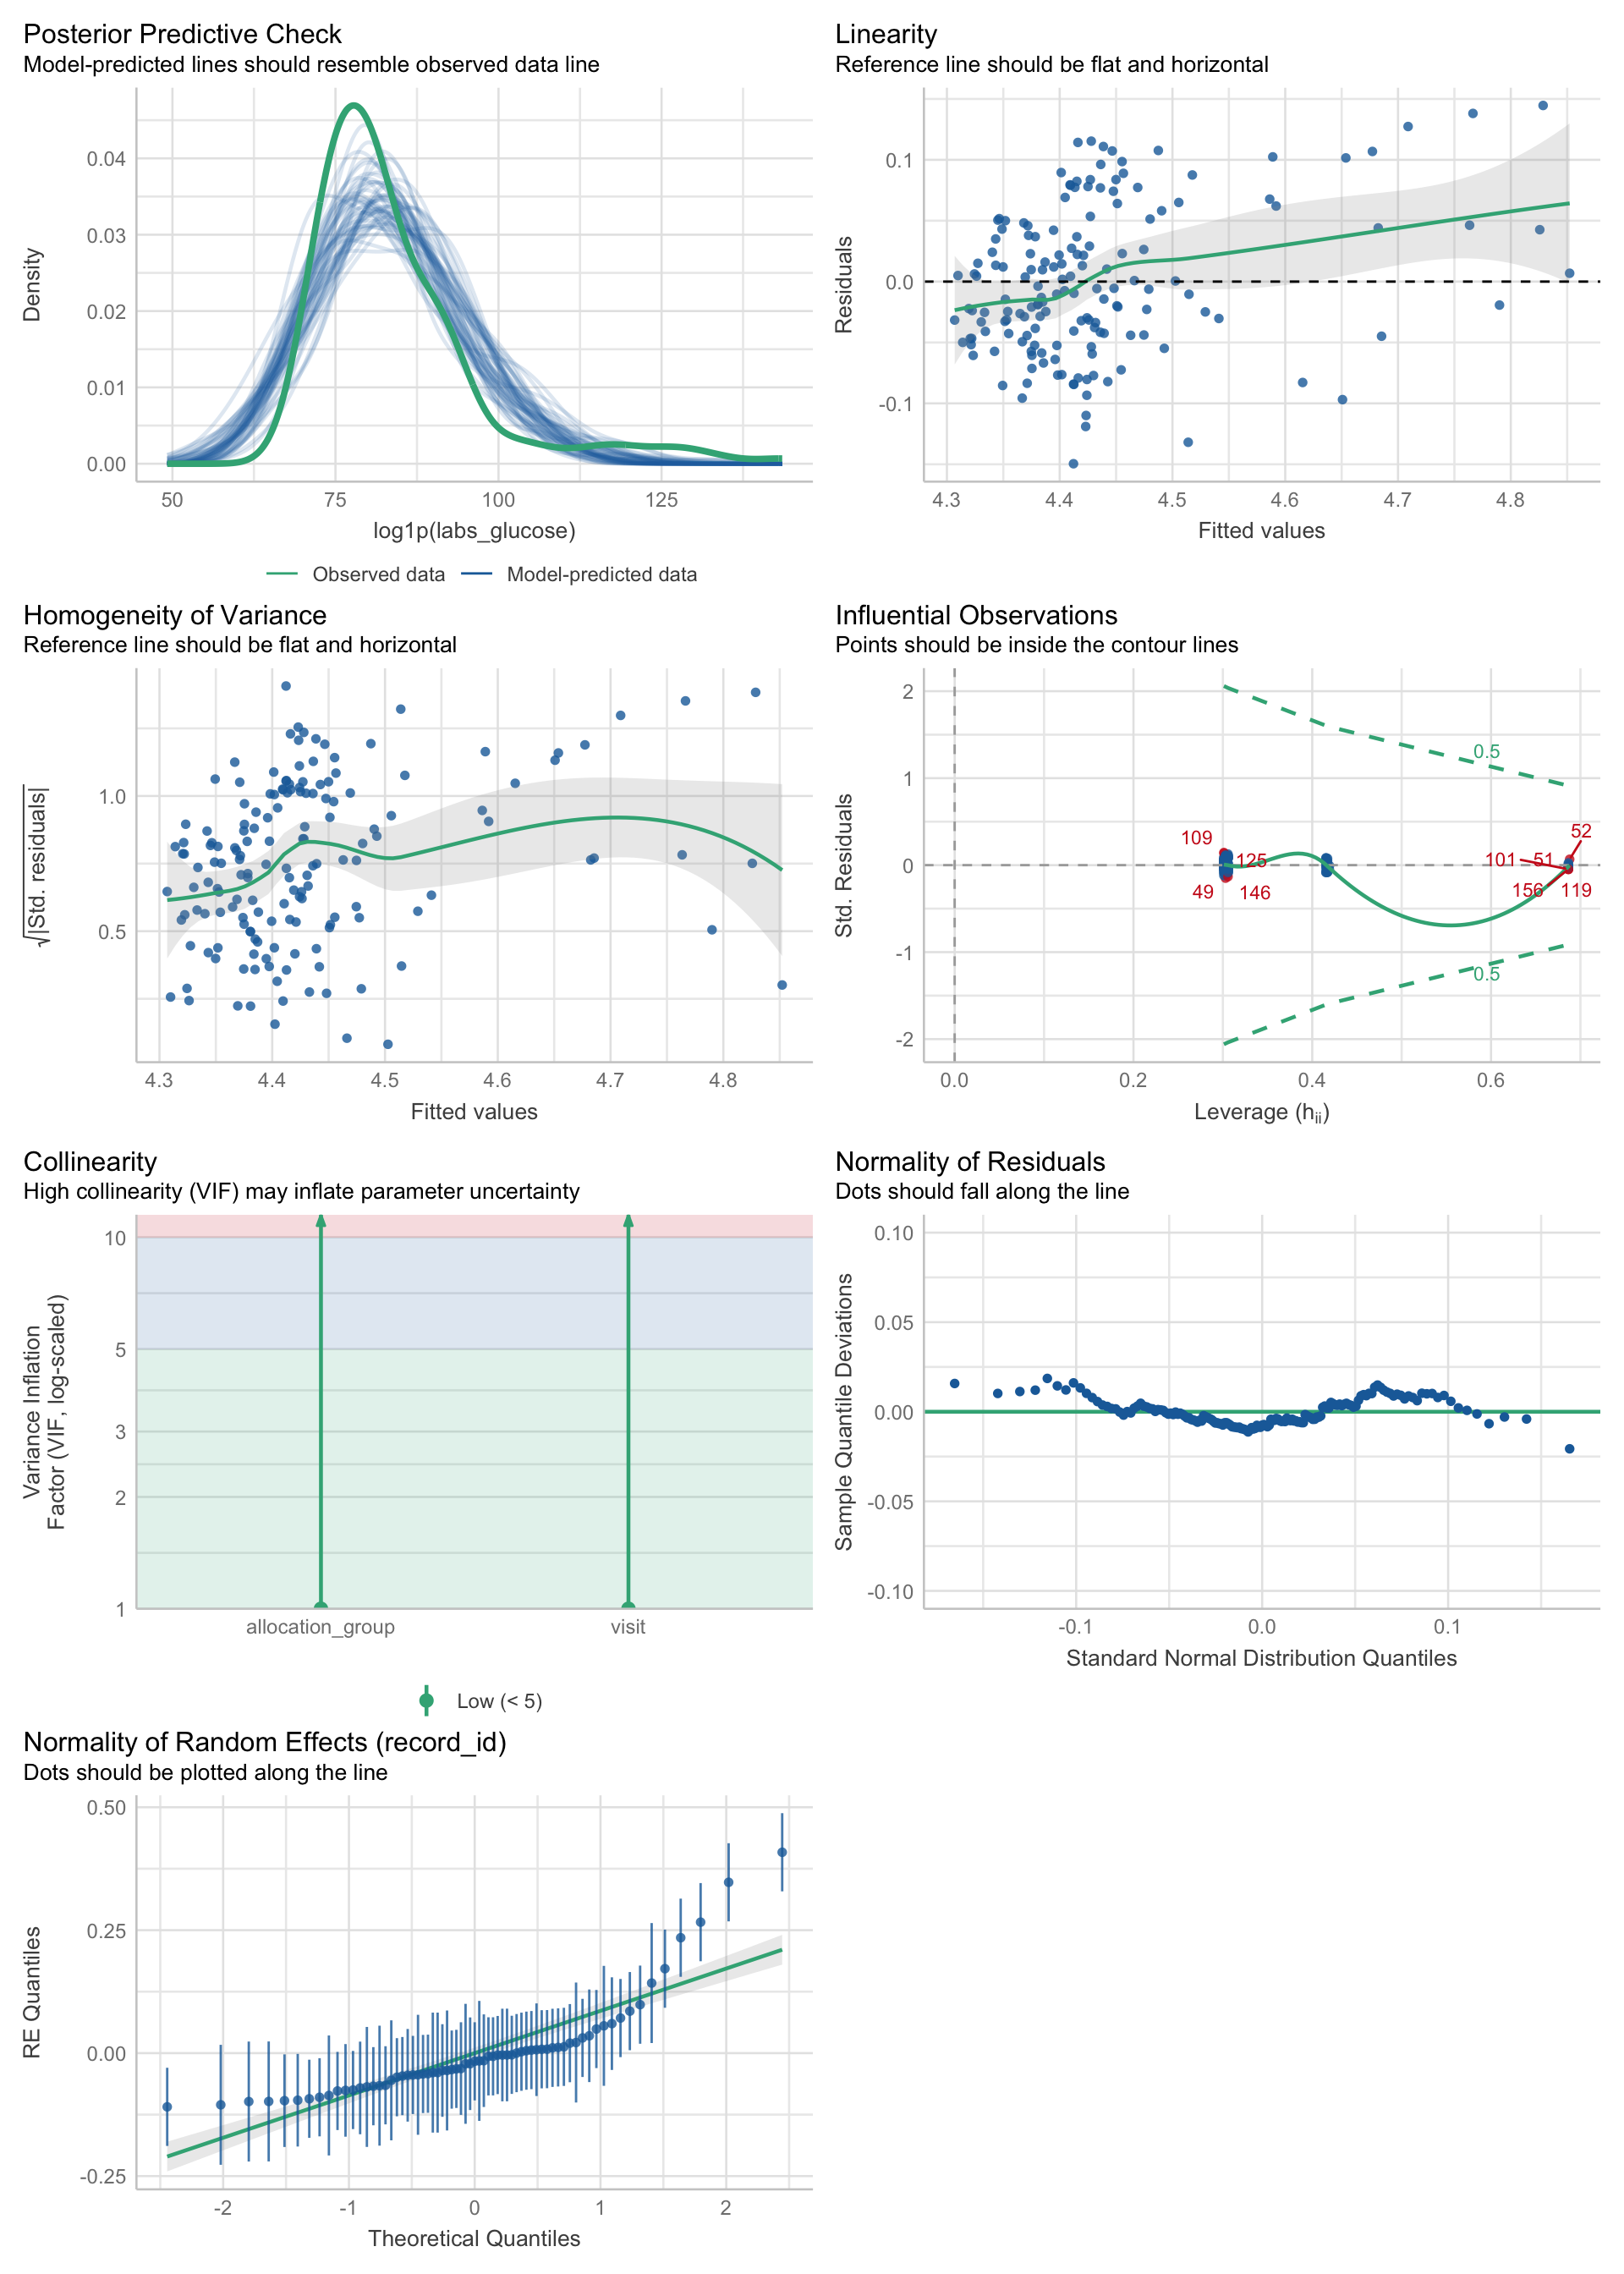 Posterior Predictive Check
Model-predicted lines should resemble observed data line
0.04
0.03
0.02
0.01
0.00
Density
50 75 100 125
log1p(labs_glucose)
Observed data Model-predicted data
Linearity
Reference line should be flat and horizontal
0.1
0.0
-0.1
Residuals
4.3 4.4 4.5 4.6 4.7 4.8
Fitted values
Homogeneity of Variance
Reference line should be flat and horizontal
1.0
0.5
√|Std. residuals|
4.3 4.4 4.5 4.6 4.7 4.8
Fitted values
Influential Observations
Points should be inside the contour lines
2
1
0
-1
-2
Std. Residuals
0.5
109
125
49
146
52
101
51
156
119
0.5
0.0 0.2 0.4 0.6
Leverage (hii)
Collinearity
High collinearity (VIF) may inflate parameter uncertainty
10
5
3
2
1
Variance Inflation
Factor (VIF, log-scaled)
allocation_group visit
Low (< 5)
Normality of Residuals
Dots should fall along the line
0.10
0.05
0.00
-0.05
-0.10
Sample Quantile Deviations
-0.1 0.0 0.1
Standard Normal Distribution Quantiles
Normality of Random Effects (record_id)
Dots should be plotted along the line
0.50
0.25
0.00
-0.25
RE Quantiles
-2 -1 0 1 2
Theoretical Quantiles